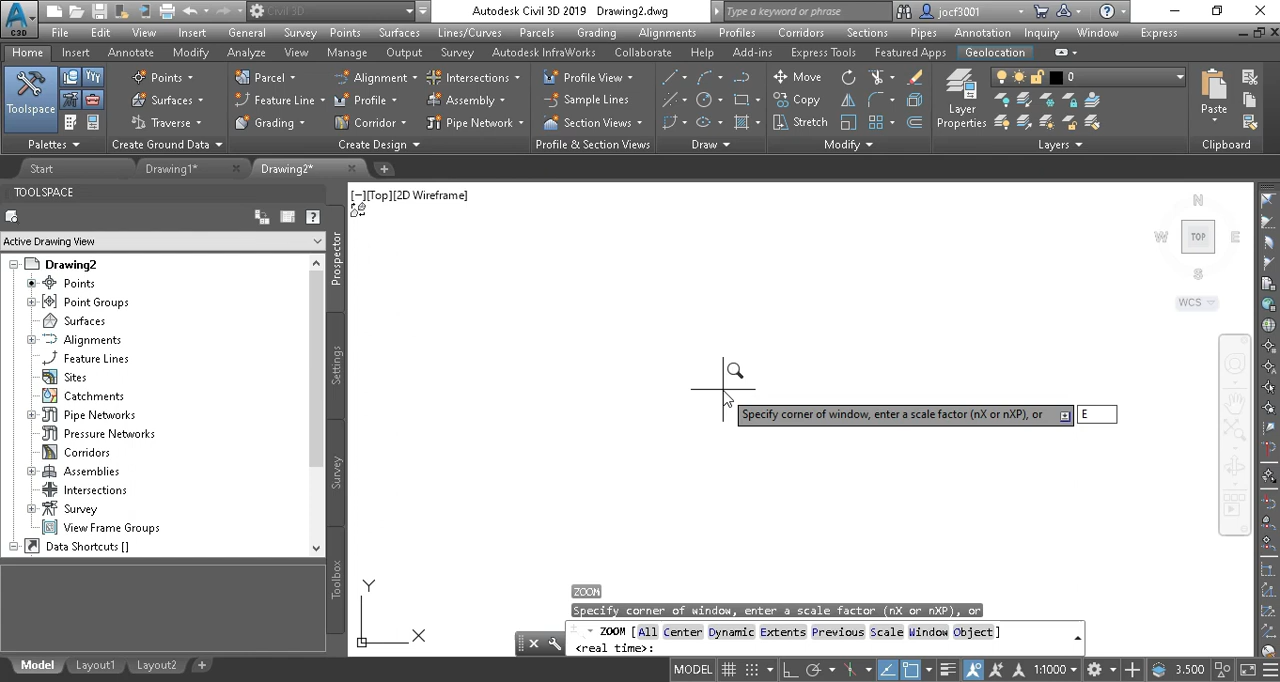 C3D
Civil 3D
Autodesk Civil 3D 2019 Drawing2.dwg
Type a keyword or phrase
jocf3001
File Edit View Insert General Survey Points Surfaces Lines/Curves Parcels Grading Alignments Profiles Corridors Sections Pipes Annotation Inquiry Window Express
Home Insert Annotate Modify Analyze View Manage Output Survey Autodesk InfraWorks Collaborate Help Add-ins Express Tools Featured Apps Geolocation
Points Parcel Alignment Intersections Profile View Move 0
Toolspace Surfaces Feature Line Profile Assembly Sample Lines Copy Layer Properties Paste
Traverse Grading Corridor Pipe Network Section Views Stretch
Palettes Create Ground Data Create Design Profile & Section Views Draw Modify Layers Clipboard
Start Drawing1* Drawing2*
TOOLSPACE
Active Drawing View
Drawing2
Points
Point Groups
Surfaces
Alignments
Feature Lines
Sites
Catchments
Pipe Networks
Pressure Networks
Corridors
Assemblies
Intersections
Survey
View Frame Groups
Data Shortcuts []
Prospector
Settings
Survey
Toolbox
[−][Top][2D Wireframe]
N
W TOP E
S
WCS
Specify corner of window, enter a scale factor (nX or nXP), or E
Y
X
ZOOM
Specify corner of window, enter a scale factor (nX or nXP), or
ZOOM [All Center Dynamic Extents Previous Scale Window Object]
<real time>:
Model Layout1 Layout2
MODEL 1:1000 3.500